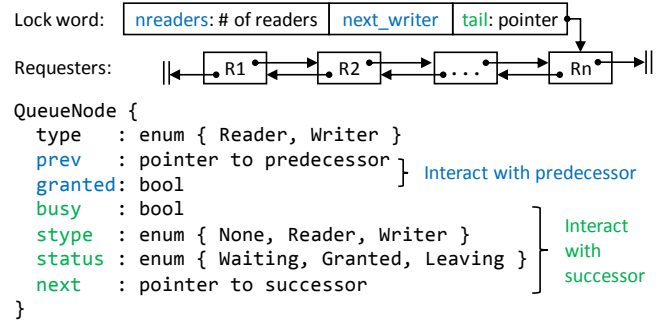 Lock word: nreaders: # of readers next_writer tail: pointer
Requesters: R1 R2 ... Rn
QueueNode {
type : enum { Reader, Writer }
prev : pointer to predecessor
granted: bool
Interact with predecessor
busy : bool
stype : enum { None, Reader, Writer }
status : enum { Waiting, Granted, Leaving }
next : pointer to successor
Interact
with
successor
}